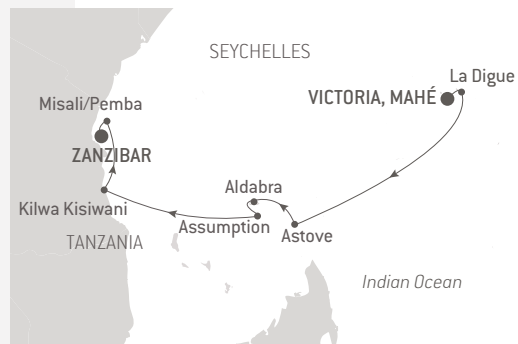 SEYCHELLES
La Digue
VICTORIA, MAHÉ
Misali/Pemba
ZANZIBAR
Aldabra
Kilwa Kisiwani
Assumption
Astove
TANZANIA
Indian Ocean